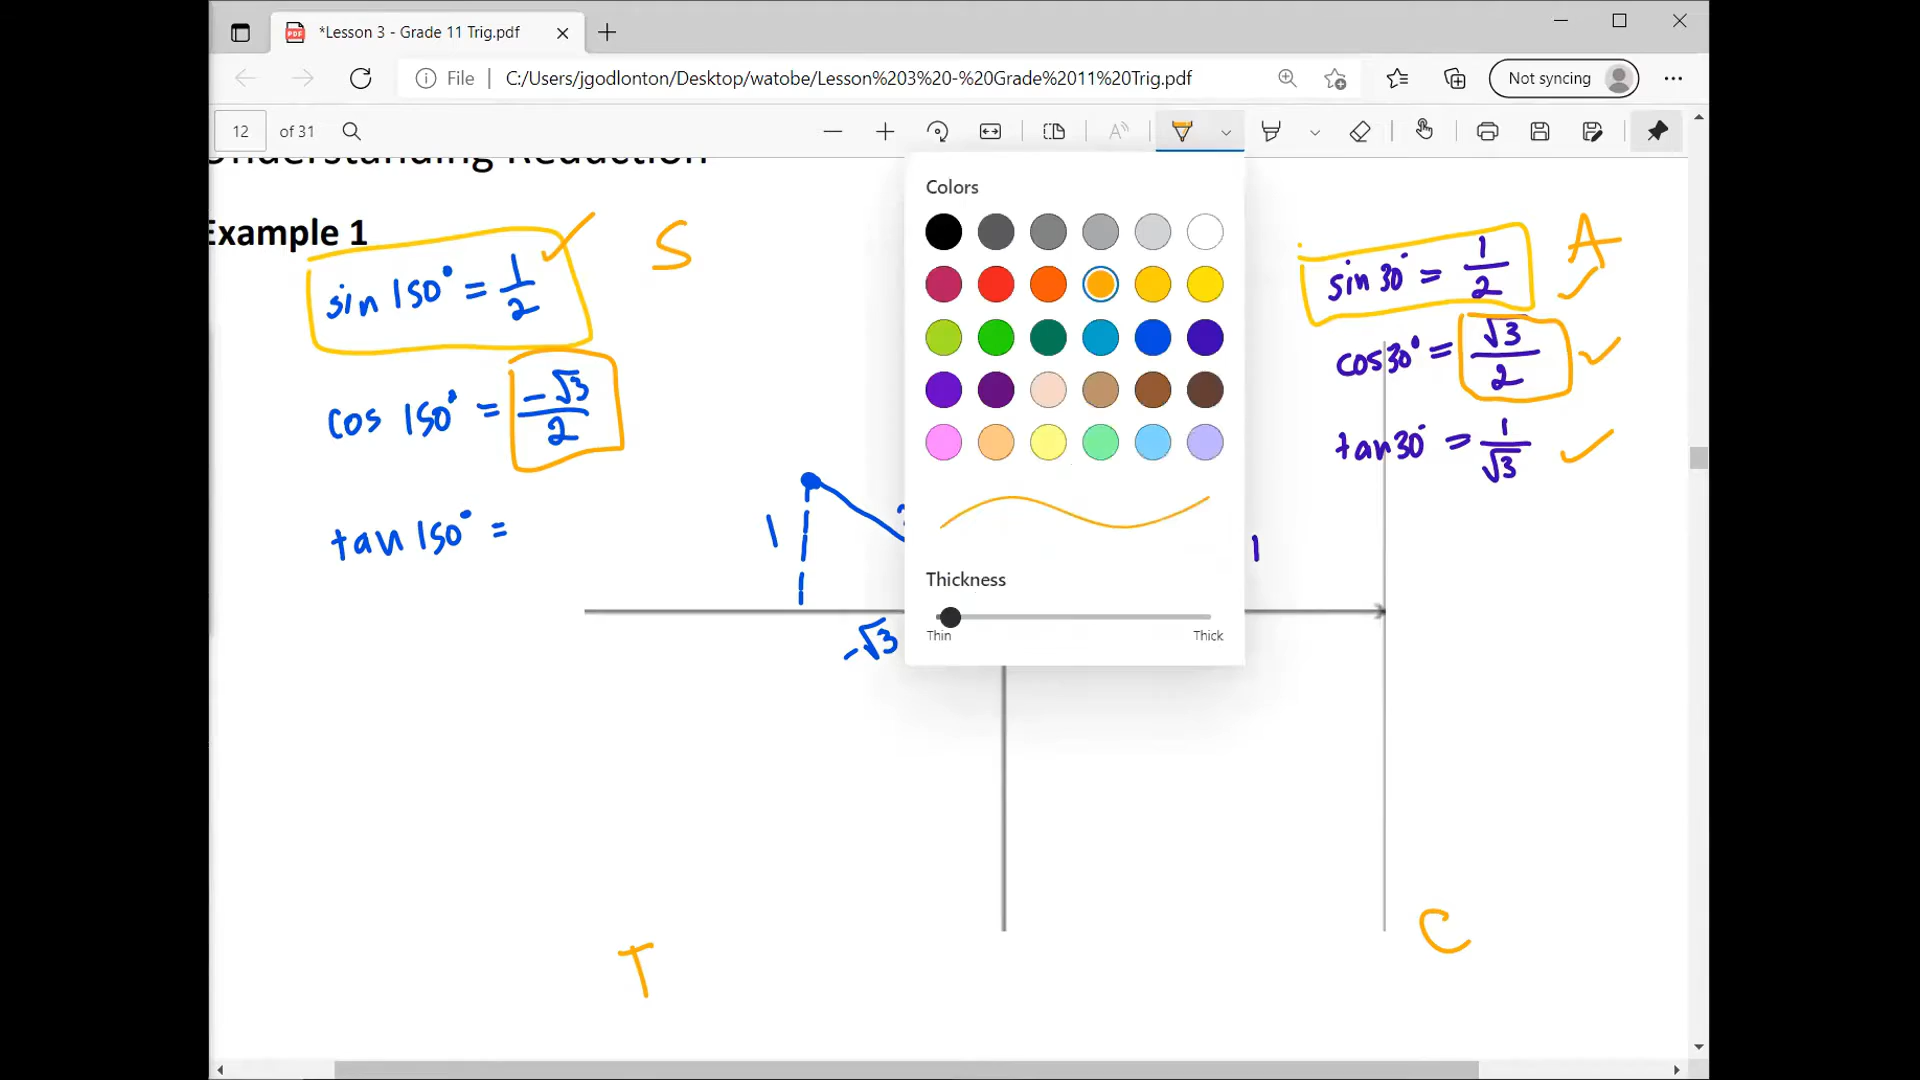 *Lesson 3 - Grade 11 Trig.pdf
File
C:/Users/jgodlonton/Desktop/watobe/Lesson%203%20-%20Grade%2011%20Trig.pdf
Not syncing
12 of 31
Understanding Reduction
Example 1
sin 150° = 1/2
cos 150° = -√3/2
tan 150° =
S
A
T
C
1
-√3
1
sin 30° = 1/2
cos 30° = √3/2
tan 30° = 1/√3
Colors
Thickness
Thin
Thick